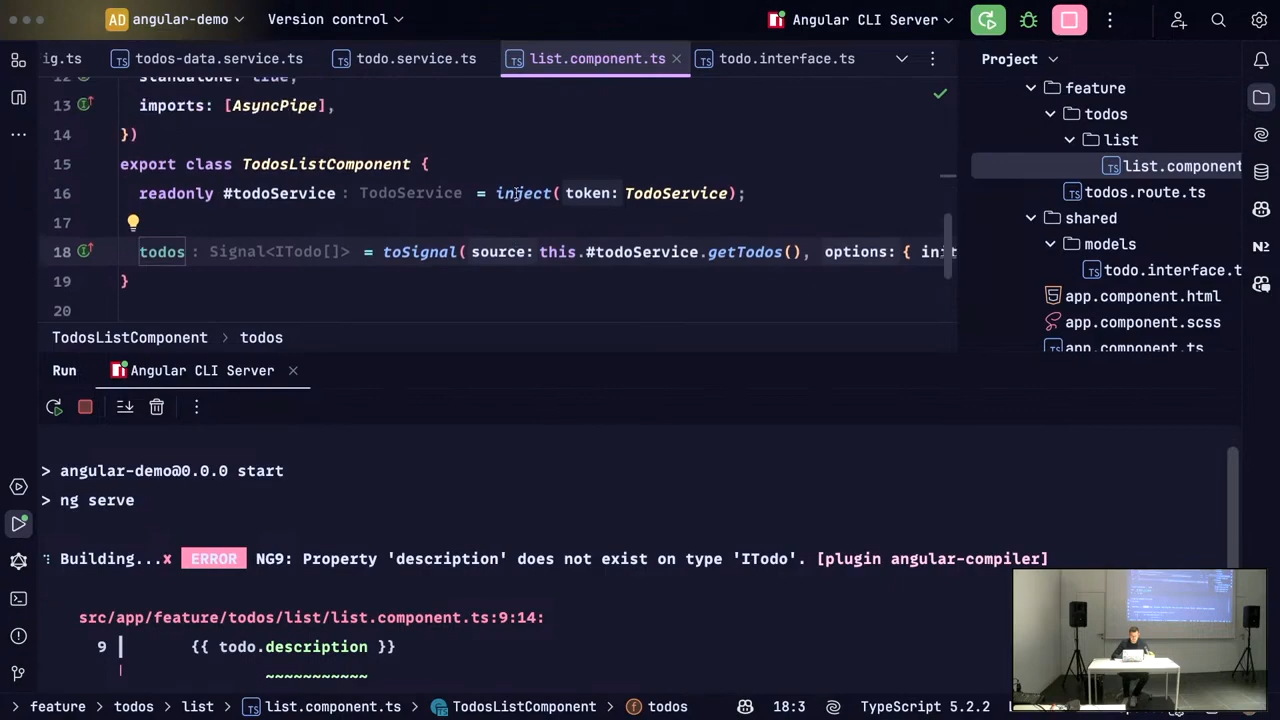 AD angular-demo Version control Angular CLI Server
ig.ts todos-data.service.ts todo.service.ts list.component.ts todo.interface.ts Project
standalone: true,
13 imports: [AsyncPipe],
14 })
15 export class TodosListComponent {
16 readonly #todoService : TodoService = inject( token: TodoService);
17
18 todos : Signal<ITodo[]> = toSignal( source: this.#todoService.getTodos(), options: { init
19 }
20
TodosListComponent > todos
feature
todos
list
list.component
todos.route.ts
shared
models
todo.interface.t
app.component.html
app.component.scss
app.component.ts
N2
Run Angular CLI Server
> angular-demo@0.0.0 start
> ng serve
Building...✘ ERROR NG9: Property 'description' does not exist on type 'ITodo'. [plugin angular-compiler]
src/app/feature/todos/list/list.component.ts:9:14:
9 │ {{ todo.description }}
~~~~~~~~~~~
feature > todos > list > list.component.ts > TodosListComponent > todos 18:3 TypeScript 5.2.2